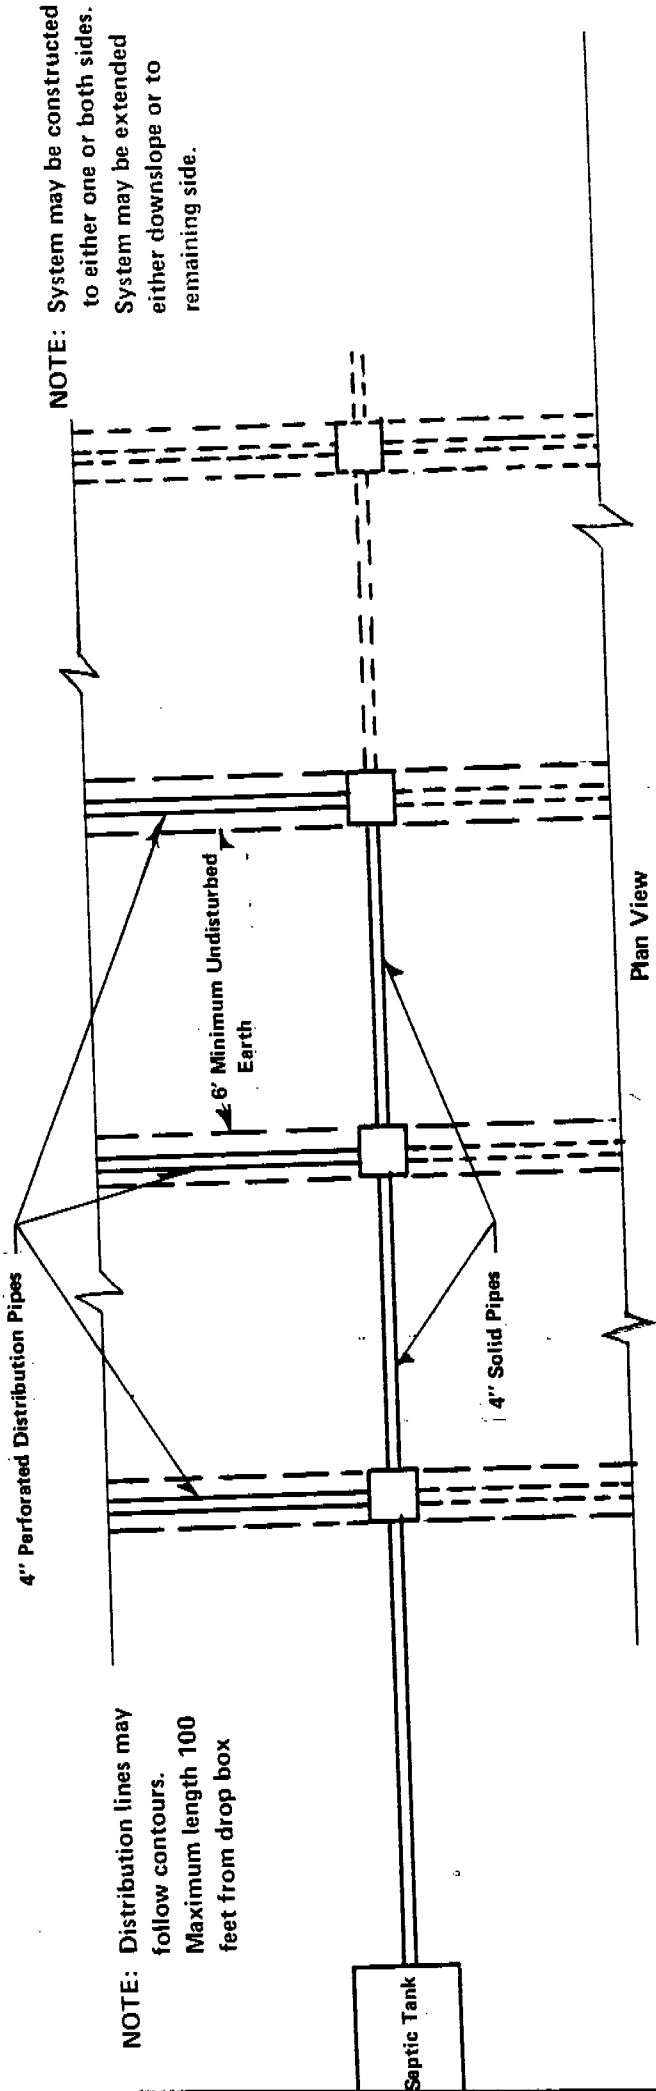 4" Perforated Distribution Pipes
NOTE: System may be constructed
to either one or both sides.
System may be extended
either downslope or to
remaining side.
NOTE: Distribution lines may
follow contours.
Maximum length 100
feet from drop box
6' Minimum Undisturbed
Earth
4" Solid Pipes
Septic Tank
Plan View